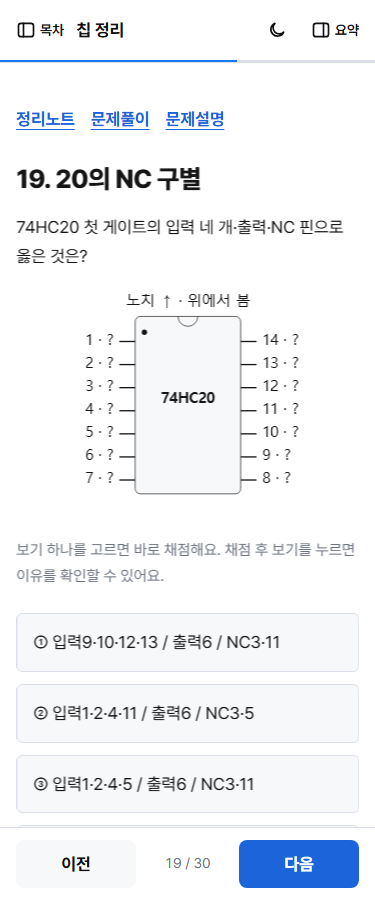 목차 칩 정리 요약
정리노트 문제풀이 문제설명
19. 20의 NC 구별
74HC20 첫 게이트의 입력 네 개·출력·NC 핀으로
옳은 것은?
노치 ↑ · 위에서 봄
1 · ? 14 · ?
2 · ? 13 · ?
3 · ? 12 · ?
4 · ? 74HC20 11 · ?
5 · ? 10 · ?
6 · ? 9 · ?
7 · ? 8 · ?
보기 하나를 고르면 바로 채점해요. 채점 후 보기를 누르면
이유를 확인할 수 있어요.
① 입력9·10·12·13 / 출력6 / NC3·11
② 입력1·2·4·11 / 출력6 / NC3·5
③ 입력1·2·4·5 / 출력6 / NC3·11
이전 19 / 30 다음